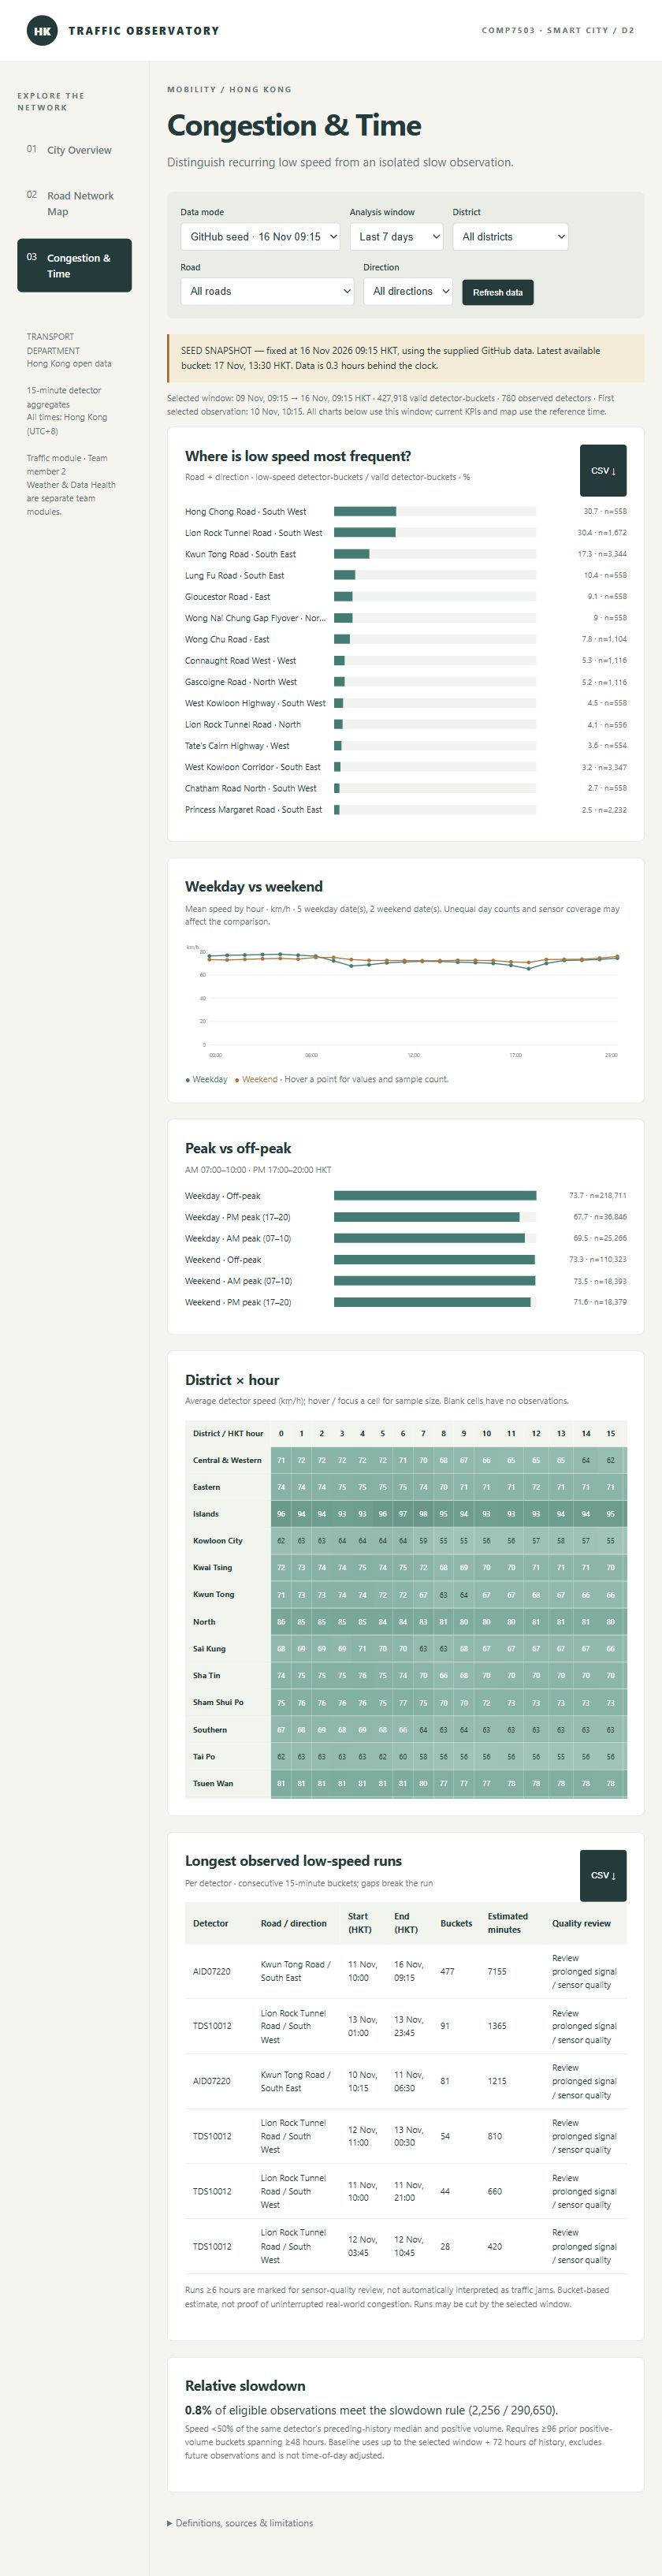 HK TRAFFIC OBSERVATORY
COMP7503 · SMART CITY / D2
EXPLORE THE
NETWORK
01 City Overview
02 Road Network
Map
03 Congestion &
Time
TRANSPORT
DEPARTMENT
Hong Kong open data
15-minute detector
aggregates
All times: Hong Kong
(UTC+8)
Traffic module · Team
member 2
Weather & Data Health
are separate team
modules.
MOBILITY / HONG KONG
Congestion & Time
Distinguish recurring low speed from an isolated slow observation.
Data mode
GitHub seed · 16 Nov 09:15
Analysis window
Last 7 days
District
All districts
Road
All roads
Direction
All directions
Refresh data
SEED SNAPSHOT — fixed at 16 Nov 2026 09:15 HKT, using the supplied GitHub data. Latest available
bucket: 17 Nov, 13:30 HKT. Data is 0.3 hours behind the clock.
Selected window: 09 Nov, 09:15 → 16 Nov, 09:15 HKT · 427,918 valid detector-buckets · 780 observed detectors · First
selected observation: 10 Nov, 10:15. All charts below use this window; current KPIs and map use the reference time.
Where is low speed most frequent?
Road + direction · low-speed detector-buckets / valid detector-buckets · %
CSV ↓
Hong Chong Road · South West 30.7 · n=558
Lion Rock Tunnel Road · South West 30.4 · n=1,672
Kwun Tong Road · South East 17.3 · n=3,344
Lung Fu Road · South East 10.4 · n=558
Gloucestor Road · East 9.1 · n=558
Wong Nai Chung Gap Flyover · Nor... 9 · n=558
Wong Chu Road · East 7.8 · n=1,104
Connaught Road West · West 5.3 · n=1,116
Gascoigne Road · North West 5.2 · n=1,116
West Kowloon Highway · South West 4.5 · n=558
Lion Rock Tunnel Road · North 4.1 · n=556
Tate's Cairn Highway · West 3.6 · n=554
West Kowloon Corridor · South East 3.2 · n=3,347
Chatham Road North · South West 2.7 · n=558
Princess Margaret Road · South East 2.5 · n=2,232
Weekday vs weekend
Mean speed by hour · km/h · 5 weekday date(s), 2 weekend date(s). Unequal day counts and sensor coverage may
affect the comparison.
km/h
80
60
40
20
0
00:00 06:00 12:00 17:00 23:00
● Weekday ● Weekend · Hover a point for values and sample count.
Peak vs off-peak
AM 07:00–10:00 · PM 17:00–20:00 HKT
Weekday · Off-peak 73.7 · n=218,711
Weekday · PM peak (17–20) 67.7 · n=36,846
Weekday · AM peak (07–10) 69.5 · n=25,266
Weekend · Off-peak 73.3 · n=110,323
Weekend · AM peak (07–10) 73.5 · n=18,393
Weekend · PM peak (17–20) 71.6 · n=18,379
District × hour
Average detector speed (km/h); hover / focus a cell for sample size. Blank cells have no observations.
District / HKT hour 0 1 2 3 4 5 6 7 8 9 10 11 12 13 14 15
Central & Western 71 72 72 72 72 72 71 70 68 67 66 65 65 65 64 62
Eastern 74 74 74 75 75 75 75 74 70 71 71 71 72 71 71 71
Islands 96 94 94 93 93 96 97 98 95 94 93 93 93 94 94 95
Kowloon City 62 63 63 64 64 64 64 59 55 55 56 56 57 58 57 55
Kwai Tsing 72 73 74 74 75 74 75 72 68 69 70 70 71 71 71 70
Kwun Tong 71 73 73 74 74 72 72 67 63 64 67 67 68 67 66 66
North 86 85 85 85 85 84 84 83 81 80 80 80 81 81 81 80
Sai Kung 68 69 69 69 71 70 70 63 63 68 67 67 67 67 67 66
Sha Tin 74 75 75 75 76 75 74 70 66 68 70 70 70 70 70 70
Sham Shui Po 75 76 76 76 76 75 77 75 70 70 72 73 73 73 73 73
Southern 67 68 69 68 69 68 66 64 63 64 63 63 63 63 63 63
Tai Po 62 63 63 63 63 62 60 58 56 56 56 56 56 55 56 56
Tsuen Wan 81 81 81 81 81 81 81 80 77 77 77 78 78 78 78 78
Longest observed low-speed runs
Per detector · consecutive 15-minute buckets; gaps break the run
CSV ↓
Detector Road / direction Start (HKT) End (HKT) Buckets Estimated minutes Quality review
AID07220 Kwun Tong Road / South East 11 Nov, 10:00 16 Nov, 09:15 477 7155 Review prolonged signal / sensor quality
TDS10012 Lion Rock Tunnel Road / South West 13 Nov, 01:00 13 Nov, 23:45 91 1365 Review prolonged signal / sensor quality
AID07220 Kwun Tong Road / South East 10 Nov, 10:15 11 Nov, 06:30 81 1215 Review prolonged signal / sensor quality
TDS10012 Lion Rock Tunnel Road / South West 12 Nov, 11:00 13 Nov, 00:30 54 810 Review prolonged signal / sensor quality
TDS10012 Lion Rock Tunnel Road / South West 11 Nov, 10:00 11 Nov, 21:00 44 660 Review prolonged signal / sensor quality
TDS10012 Lion Rock Tunnel Road / South West 12 Nov, 03:45 12 Nov, 10:45 28 420 Review prolonged signal / sensor quality
Runs ≥6 hours are marked for sensor-quality review, not automatically interpreted as traffic jams. Bucket-based
estimate, not proof of uninterrupted real-world congestion. Runs may be cut by the selected window.
Relative slowdown
0.8% of eligible observations meet the slowdown rule (2,256 / 290,650).
Speed <50% of the same detector's preceding-history median and positive volume. Requires ≥96 prior positive-
volume buckets spanning ≥48 hours. Baseline uses up to the selected window + 72 hours of history, excludes
future observations and is not time-of-day adjusted.
▶ Definitions, sources & limitations